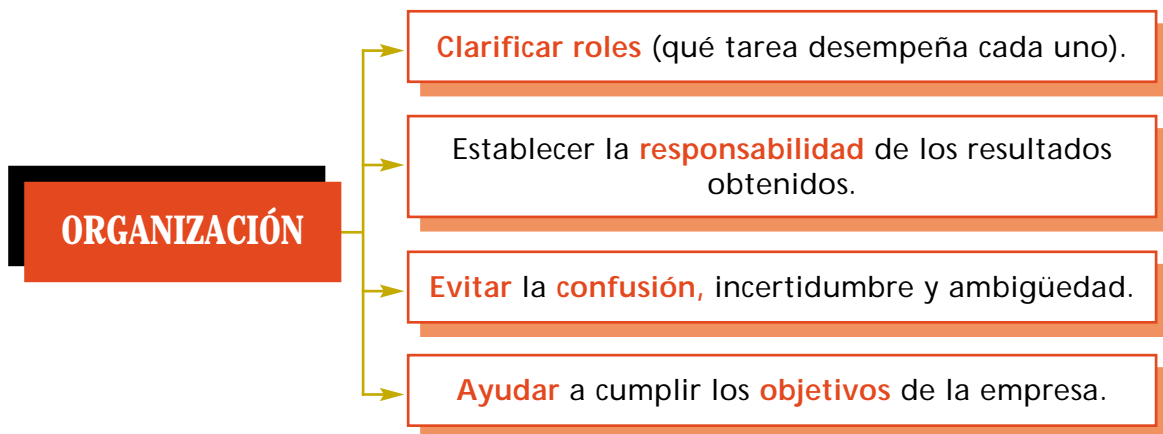 ORGANIZACIÓN
Clarificar roles (qué tarea desempeña cada uno).
Establecer la responsabilidad de los resultados
obtenidos.
Evitar la confusión, incertidumbre y ambigüedad.
Ayudar a cumplir los objetivos de la empresa.